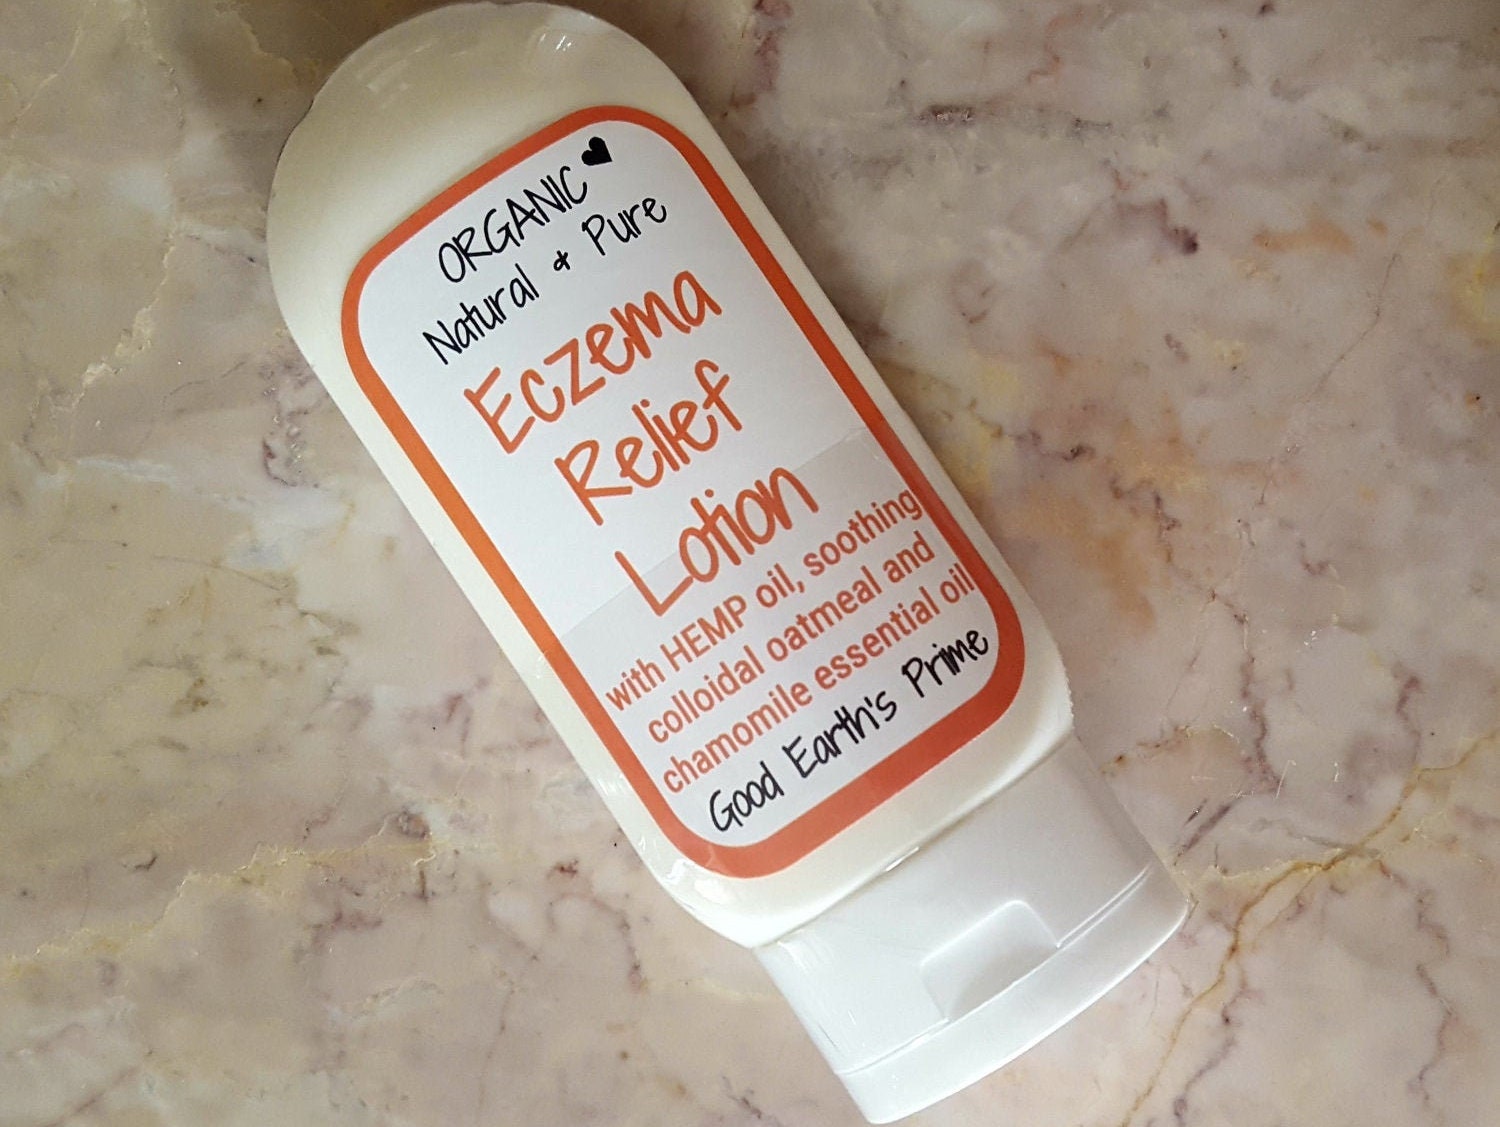 ORGANIC
Natural & Pure
Eczema
Relief
Lotion
with HEMP oil, soothing
colloidal oatmeal and
chamomile essential oil
Good Earth's Prime